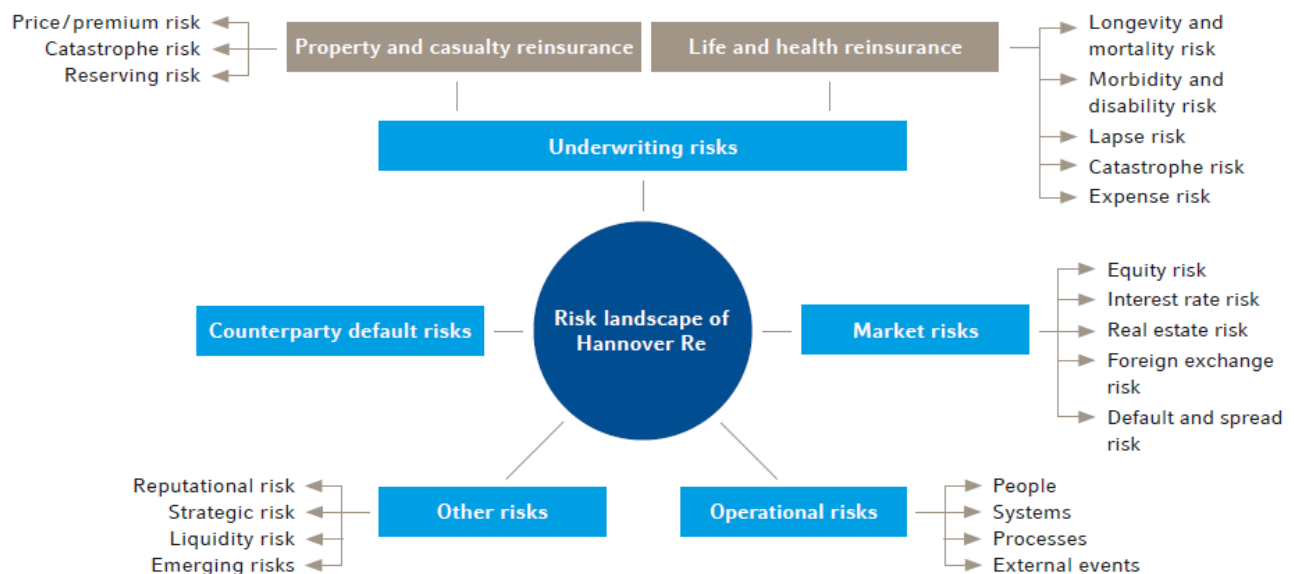 Price/premium risk
Catastrophe risk
Reserving risk
Property and casualty reinsurance
Life and health reinsurance
Longevity and
mortality risk
Morbidity and
disability risk
Lapse risk
Catastrophe risk
Expense risk
Underwriting risks
Counterparty default risks
Risk landscape of
Hannover Re
Market risks
Equity risk
Interest rate risk
Real estate risk
Foreign exchange
risk
Default and spread
risk
Reputational risk
Strategic risk
Liquidity risk
Emerging risks
Other risks
Operational risks
People
Systems
Processes
External events